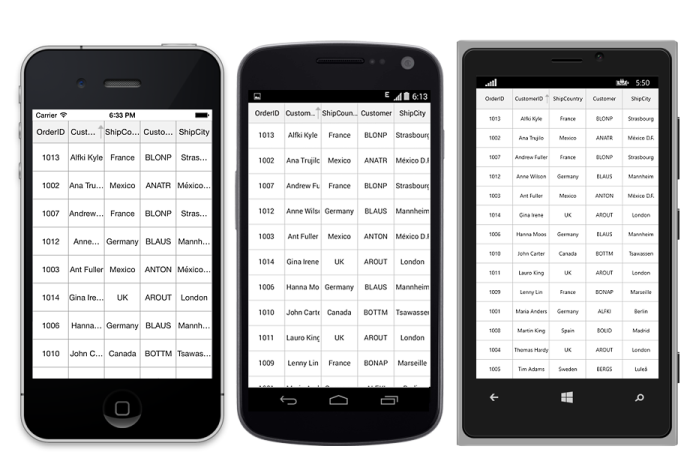 Carrier 6:33 PM
OrderID Cust... ShipCo... Custo... ShipCity
1013 Alfki Kyle France BLONP Stras...
1002 Ana Tru... Mexico ANATR México...
1007 Andrew... France BLONP Stras...
1012 Anne... Germany BLAUS Mannh...
1003 Ant Fuller Mexico ANTON México...
1014 Gina Ire... UK AROUT London
1006 Hanna... Germany BLAUS Mannh...
1010 John C... Canada BOTTM Tsawas...
E 6:13
OrderID Custom... ShipCoun... Customer ShipCity
1013 Alfki Kyle France BLONP Strasbourg
1002 Ana Trujilo Mexico ANATR México D.F
1007 Andrew Fu France BLONP Strasbourg
1012 Anne Wils Germany BLAUS Mannheim
1003 Ant Fuller Mexico ANTON México D.F
1014 Gina Irene UK AROUT London
1006 Hanna Mo Germany BLAUS Mannheim
1010 John Carte Canada BOTTM Tsawasse
1011 Lauro King UK AROUT London
1009 Lenny Lin France BONAP Marseille
5:50
OrderID CustomerID ShipCountry Customer ShipCity
1013 Alfki Kyle France BLONP Strasbourg
1002 Ana Trujilo Mexico ANATR México D.F.
1007 Andrew Fuller France BLONP Strasbourg
1012 Anne Wilson Germany BLAUS Mannheim
1003 Ant Fuller Mexico ANTON México D.F.
1014 Gina Irene UK AROUT London
1006 Hanna Moos Germany BLAUS Mannheim
1010 John Carter Canada BOTTM Tsawassen
1011 Lauro King UK AROUT London
1009 Lenny Lin France BONAP Marseille
1001 Maria Anders Germany ALFKI Berlin
1008 Martin King Spain BOLID Madrid
1004 Thomas Hardy UK AROUT London
1005 Tim Adams Sweden BERGS Luleå